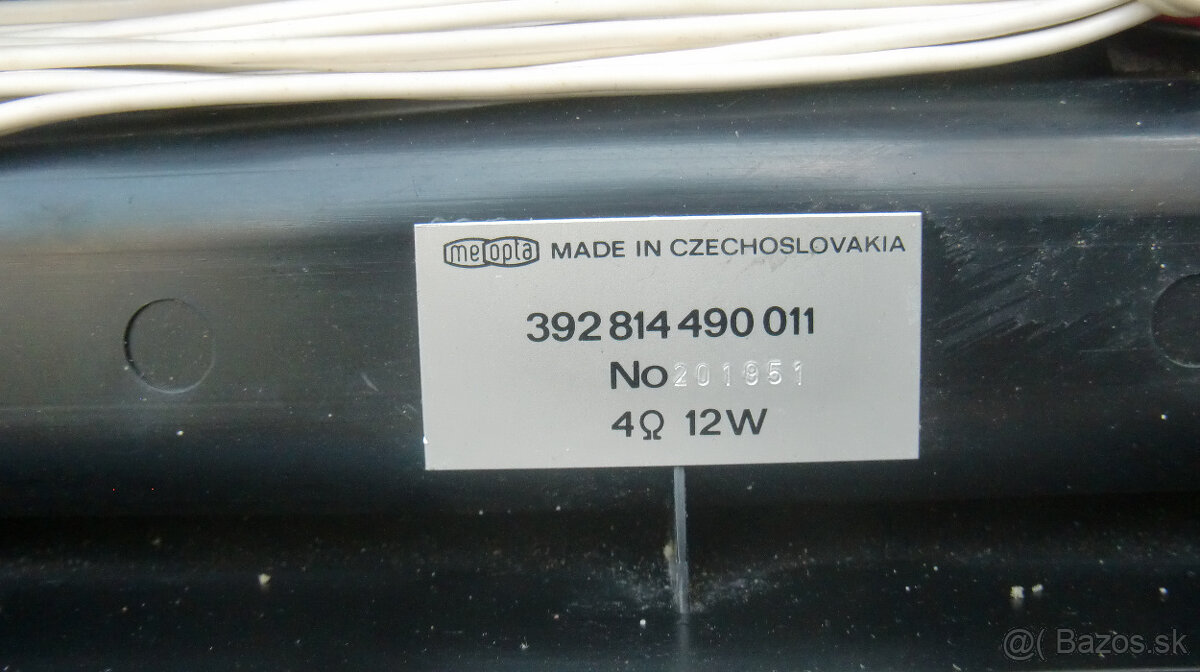 meopta MADE IN CZECHOSLOVAKIA
392 814 490 011
No 201951
4Ω 12W
@( Bazos.sk